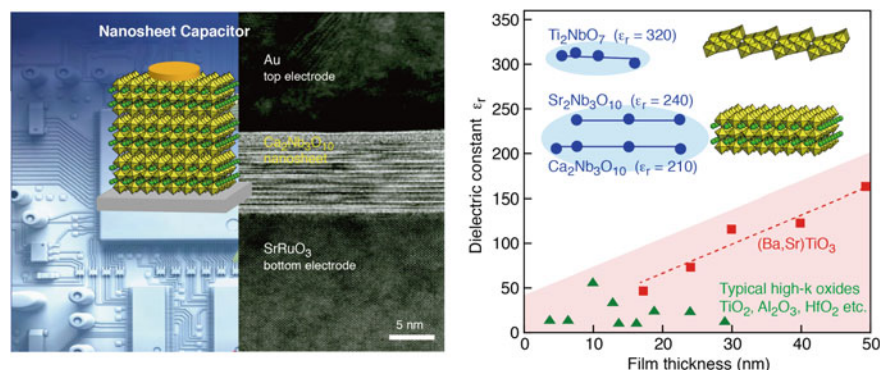 Nanosheet Capacitor
Au
top electrode
Ca₂Nb₃O₁₀
nanosheet
SrRuO₃
bottom electrode
5 nm
Dielectric constant εr
350
300
250
200
150
100
50
0
Ti₂NbO₇ (εr = 320)
Sr₂Nb₃O₁₀ (εr = 240)
Ca₂Nb₃O₁₀ (εr = 210)
(Ba,Sr)TiO₃
Typical high-k oxides
TiO₂, Al₂O₃, HfO₂ etc.
0 10 20 30 40 50
Film thickness (nm)